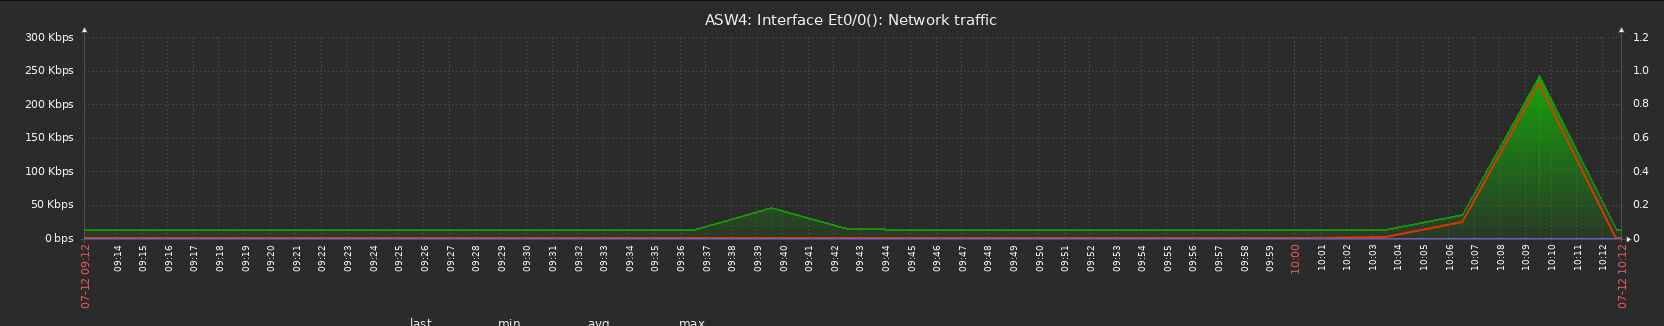 ASW4: Interface Et0/0(): Network traffic
300 Kbps 1.2
250 Kbps 1.0
200 Kbps 0.8
150 Kbps 0.6
100 Kbps 0.4
50 Kbps 0.2
0 bps 0
07-12 09:12 09:14 09:15 09:16 09:17 09:18 09:19 09:20 09:21 09:22 09:23 09:24 09:25 09:26 09:27 09:28 09:29 09:30 09:31 09:32 09:33 09:34 09:35 09:36 09:37 09:38 09:39 09:40 09:41 09:42 09:43 09:44 09:45 09:46 09:47 09:48 09:49 09:50 09:51 09:52 09:53 09:54 09:55 09:56 09:57 09:58 09:59 10:00 10:01 10:02 10:03 10:04 10:05 10:06 10:07 10:08 10:09 10:10 10:11 10:12 07-12 10:12
last min avg max